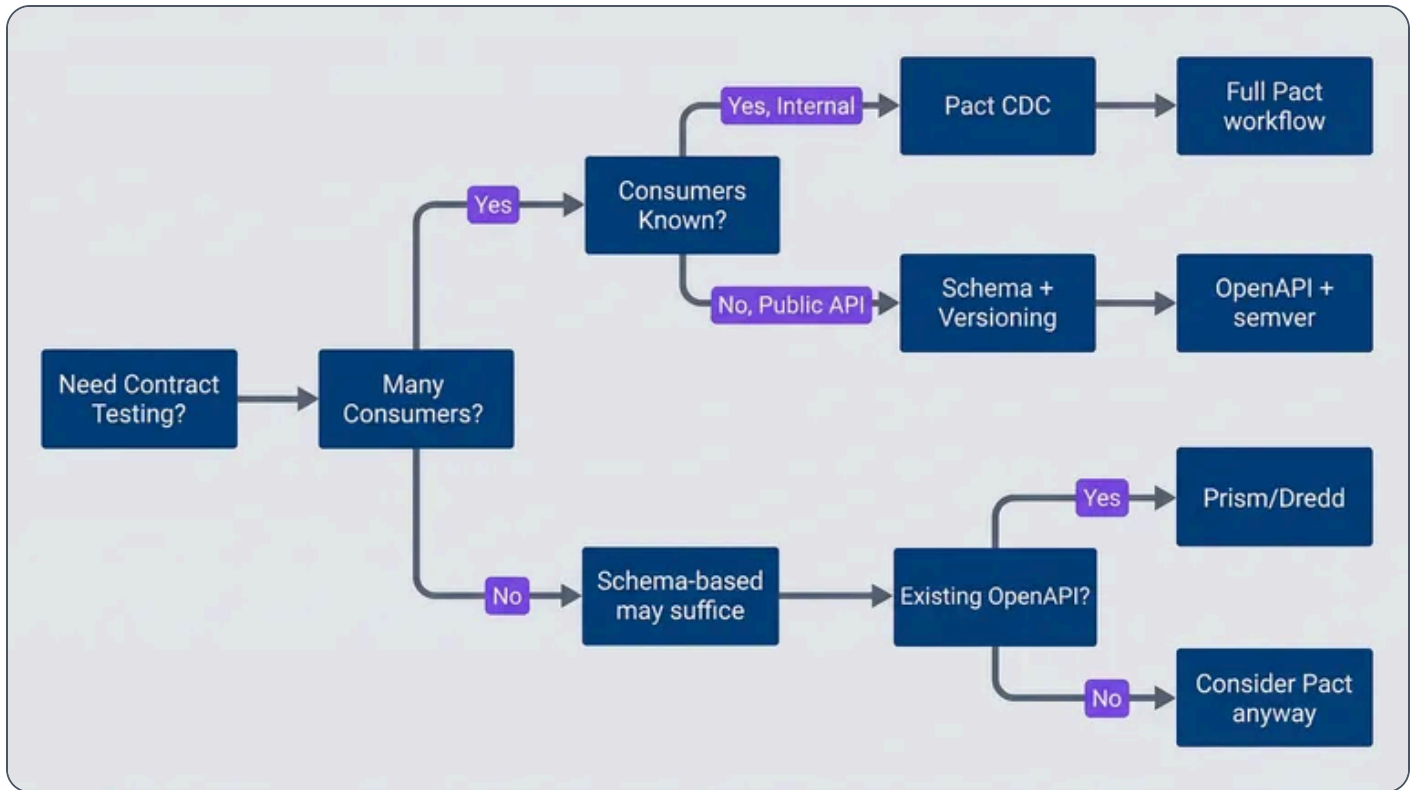 Need Contract
Testing?
Many
Consumers?
Yes
Consumers
Known?
Yes, Internal
Pact CDC
Full Pact
workflow
No, Public API
Schema +
Versioning
OpenAPI +
semver
No
Schema-based
may suffice
Existing OpenAPI?
Yes
Prism/Dredd
No
Consider Pact
anyway